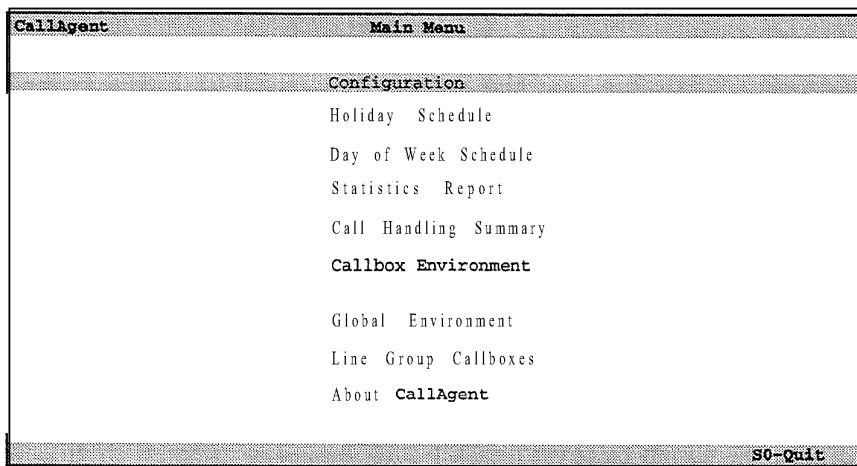 CallAgent Main Menu
Configuration
Holiday Schedule
Day of Week Schedule
Statistics Report
Call Handling Summary
Callbox Environment
Global Environment
Line Group Callboxes
About CallAgent
S0-Quit